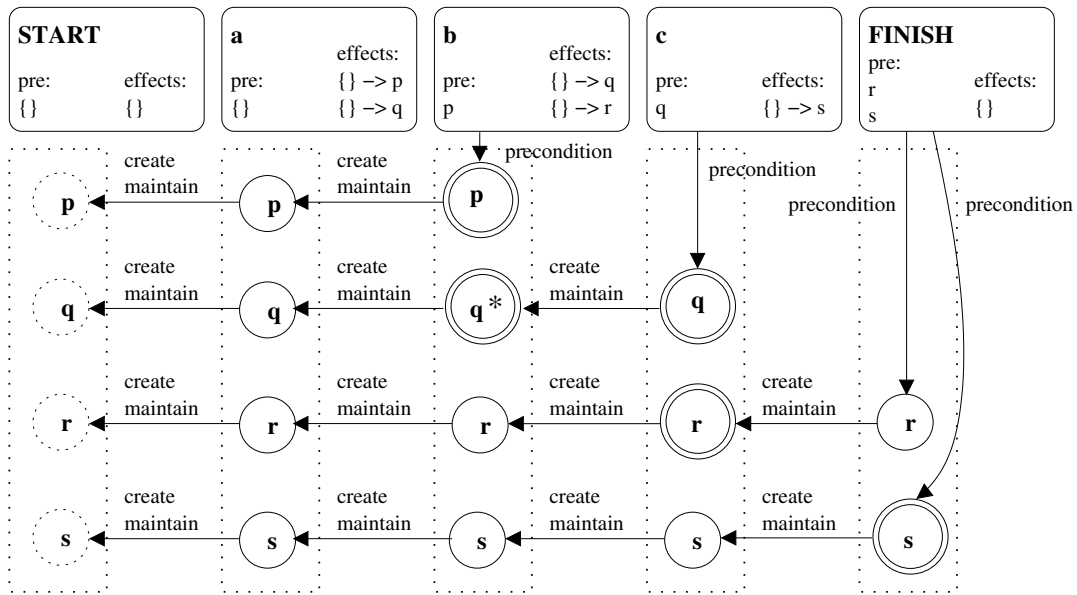 START
pre: effects:
{} {}
a
effects:
pre: {} −> p
{} {} −> q
b
effects:
pre: {} −> q
p {} −> r
c
pre: effects:
q {} −> s
FINISH
pre:
r effects:
s {}
precondition
precondition
precondition
precondition
create create
maintain maintain
p p p
create create create
maintain maintain maintain
q q q* q
create create create create
maintain maintain maintain maintain
r r r r r
create create create create
maintain maintain maintain maintain
s s s s s